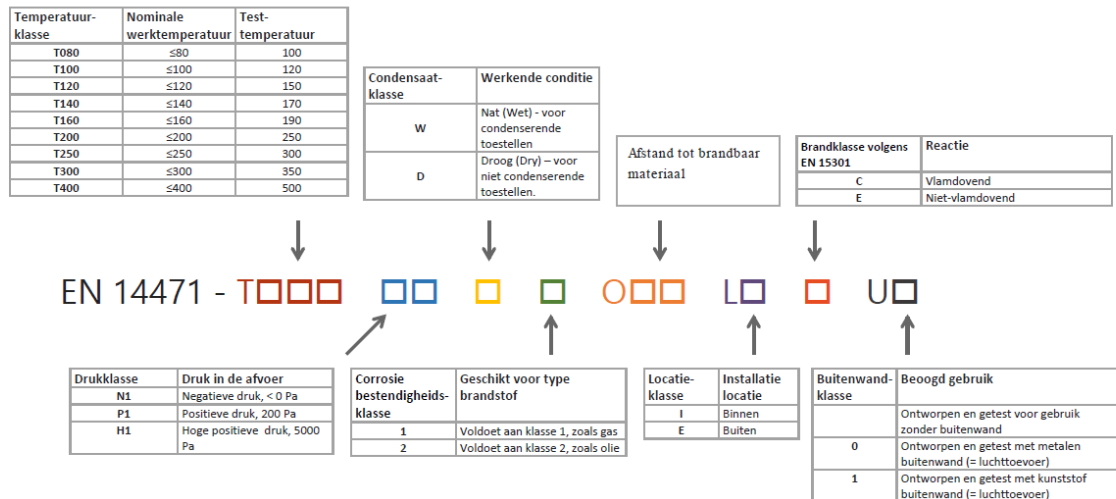 Temperatuur-
klasse
Nominale
werktemperatuur
Test-
temperatuur
T080 ≤80 100
T100 ≤100 120
T120 ≤120 150
T140 ≤140 170
T160 ≤160 190
T200 ≤200 250
T250 ≤250 300
T300 ≤300 350
T400 ≤400 500
Condensaat-
klasse
Werkende conditie
W
Nat (Wet) - voor
condenserende
toestellen
D
Droog (Dry) – voor
niet condenserende
toestellen.
Afstand tot brandbaar
materiaal
Brandklasse volgens
EN 15301
Reactie
C Vlamdovend
E Niet-vlamdovend
EN 14471 - T□□□ □□ □ □ O□□ L□ □ U□
Drukklasse Druk in de afvoer
N1 Negatieve druk, < 0 Pa
P1 Positieve druk, 200 Pa
H1 Hoge positieve druk, 5000
Pa
Corrosie
bestendigheids-
klasse
Geschikt voor type
brandstof
1 Voldoet aan klasse 1, zoals gas
2 Voldoet aan klasse 2, zoals olie
Locatie-
klasse
Installatie
locatie
I Binnen
E Buiten
Buitenwand-
klasse
Beoogd gebruik
Ontworpen en getest voor gebruik
zonder buitenwand
0 Ontworpen en getest met metalen
buitenwand (= luchttoevoer)
1 Ontworpen en getest met kunststof
buitenwand (= luchttoevoer)